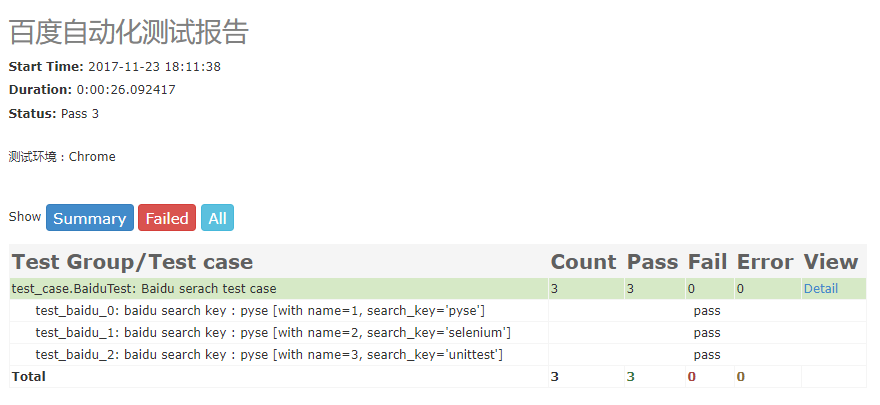 百度自动化测试报告
Start Time: 2017-11-23 18:11:38
Duration: 0:00:26.092417
Status: Pass 3
测试环境：Chrome
Show Summary Failed All
Test Group/Test case Count Pass Fail Error View
test_case.BaiduTest: Baidu serach test case 3 3 0 0 Detail
test_baidu_0: baidu search key : pyse [with name=1, search_key='pyse'] pass
test_baidu_1: baidu search key : pyse [with name=2, search_key='selenium'] pass
test_baidu_2: baidu search key : pyse [with name=3, search_key='unittest'] pass
Total 3 3 0 0